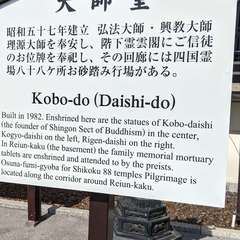 大師堂
昭和五十七年建立 弘法大師・興教大師
理源大師を奉安し、階下霊雲閣にご信徒
のお位牌を奉祀し、その回廊には四国霊
場八十八ヶ所お砂踏み行場がある。
Kobo-do (Daishi-do)
Built in 1982. Enshrined here are the statues of Kobo-daishi
(the founder of Shingon Sect of Buddhism) in the center,
Kogyo-daishi on the left, Rigen-daishi on the right.
In Reiun-kaku (the basement) the family memorial mortuary
tablets are enshrined and attended to by the preists.
Osuna-fumi-gyoba for Shikoku 88 temples Pilgrimage is
located along the corridor around Reiun-kaku.